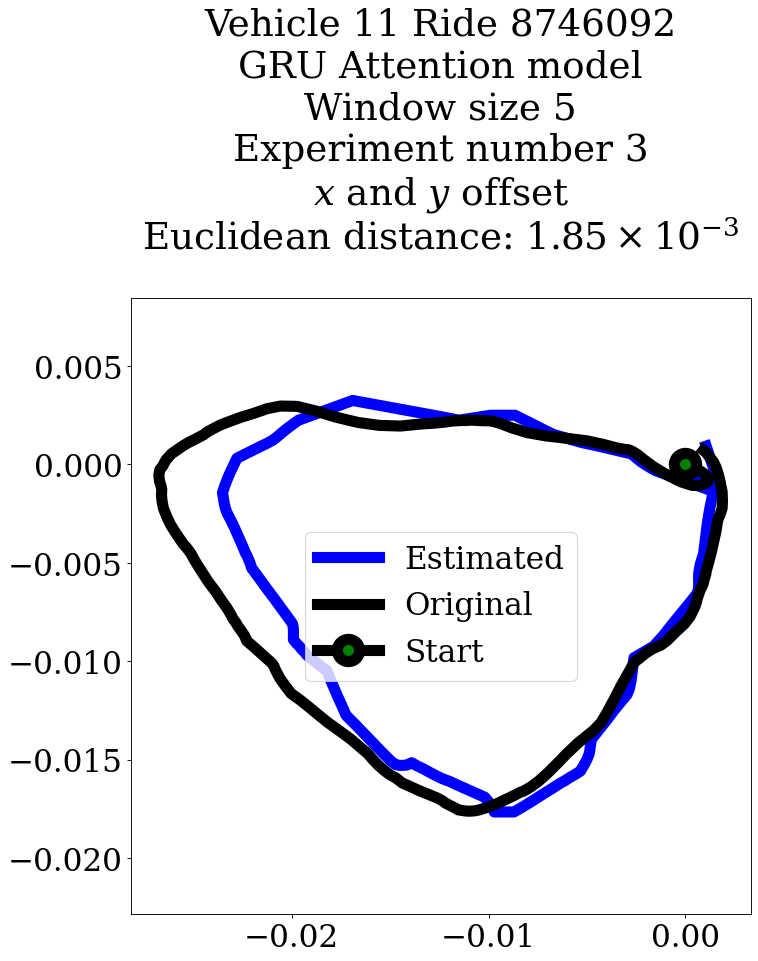 Vehicle 11 Ride 8746092
GRU Attention model
Window size 5
Experiment number 3
x and y offset
Euclidean distance: 1.85 × 10⁻³
0.005
0.000
−0.005
−0.010
−0.015
−0.020
Estimated
Original
Start
−0.02
−0.01
0.00